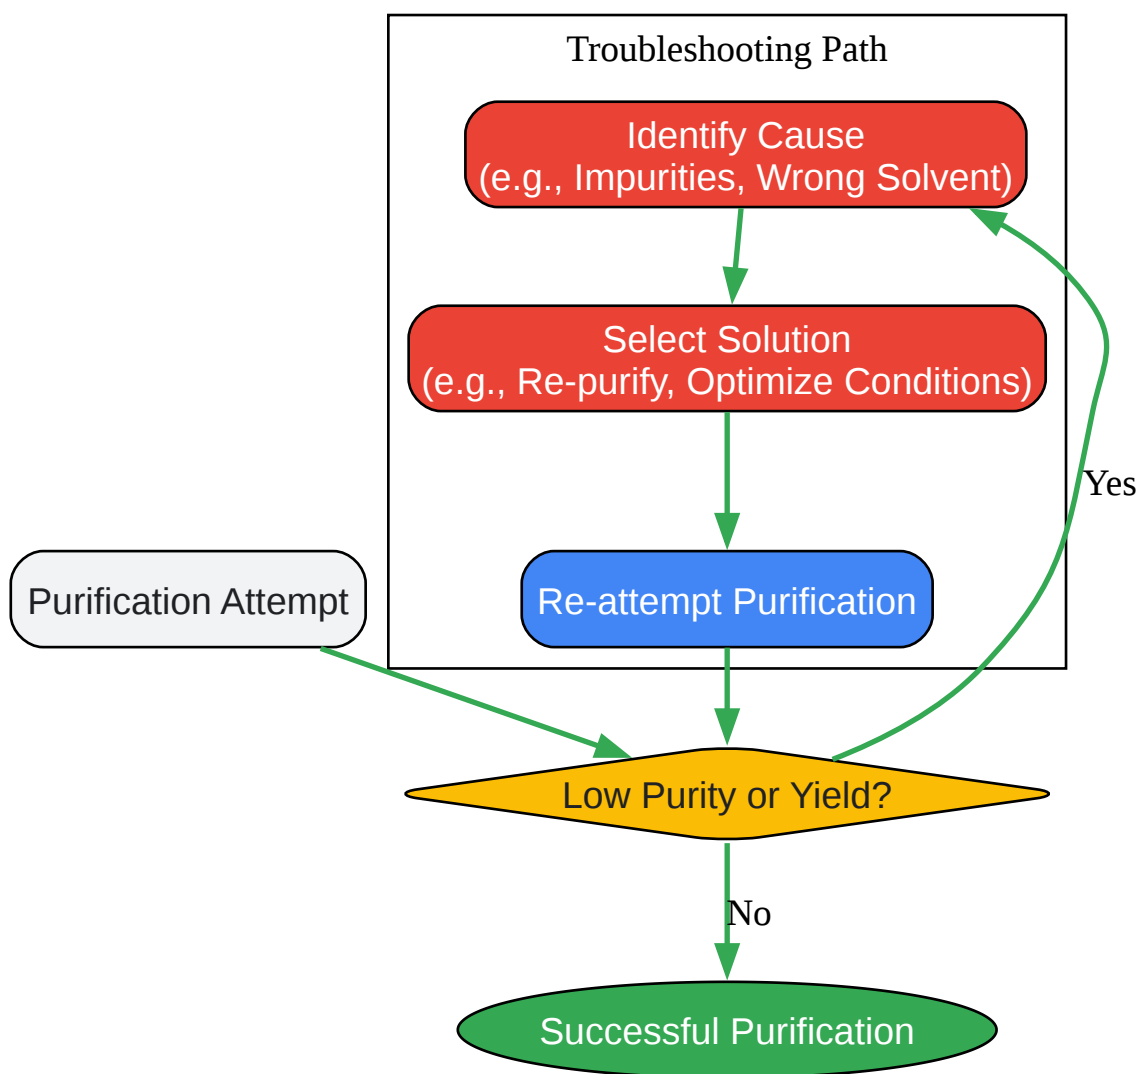 Troubleshooting Path
Identify Cause
(e.g., Impurities, Wrong Solvent)
Select Solution
(e.g., Re-purify, Optimize Conditions)
Yes
Purification Attempt
Re-attempt Purification
Low Purity or Yield?
No
Successful Purification